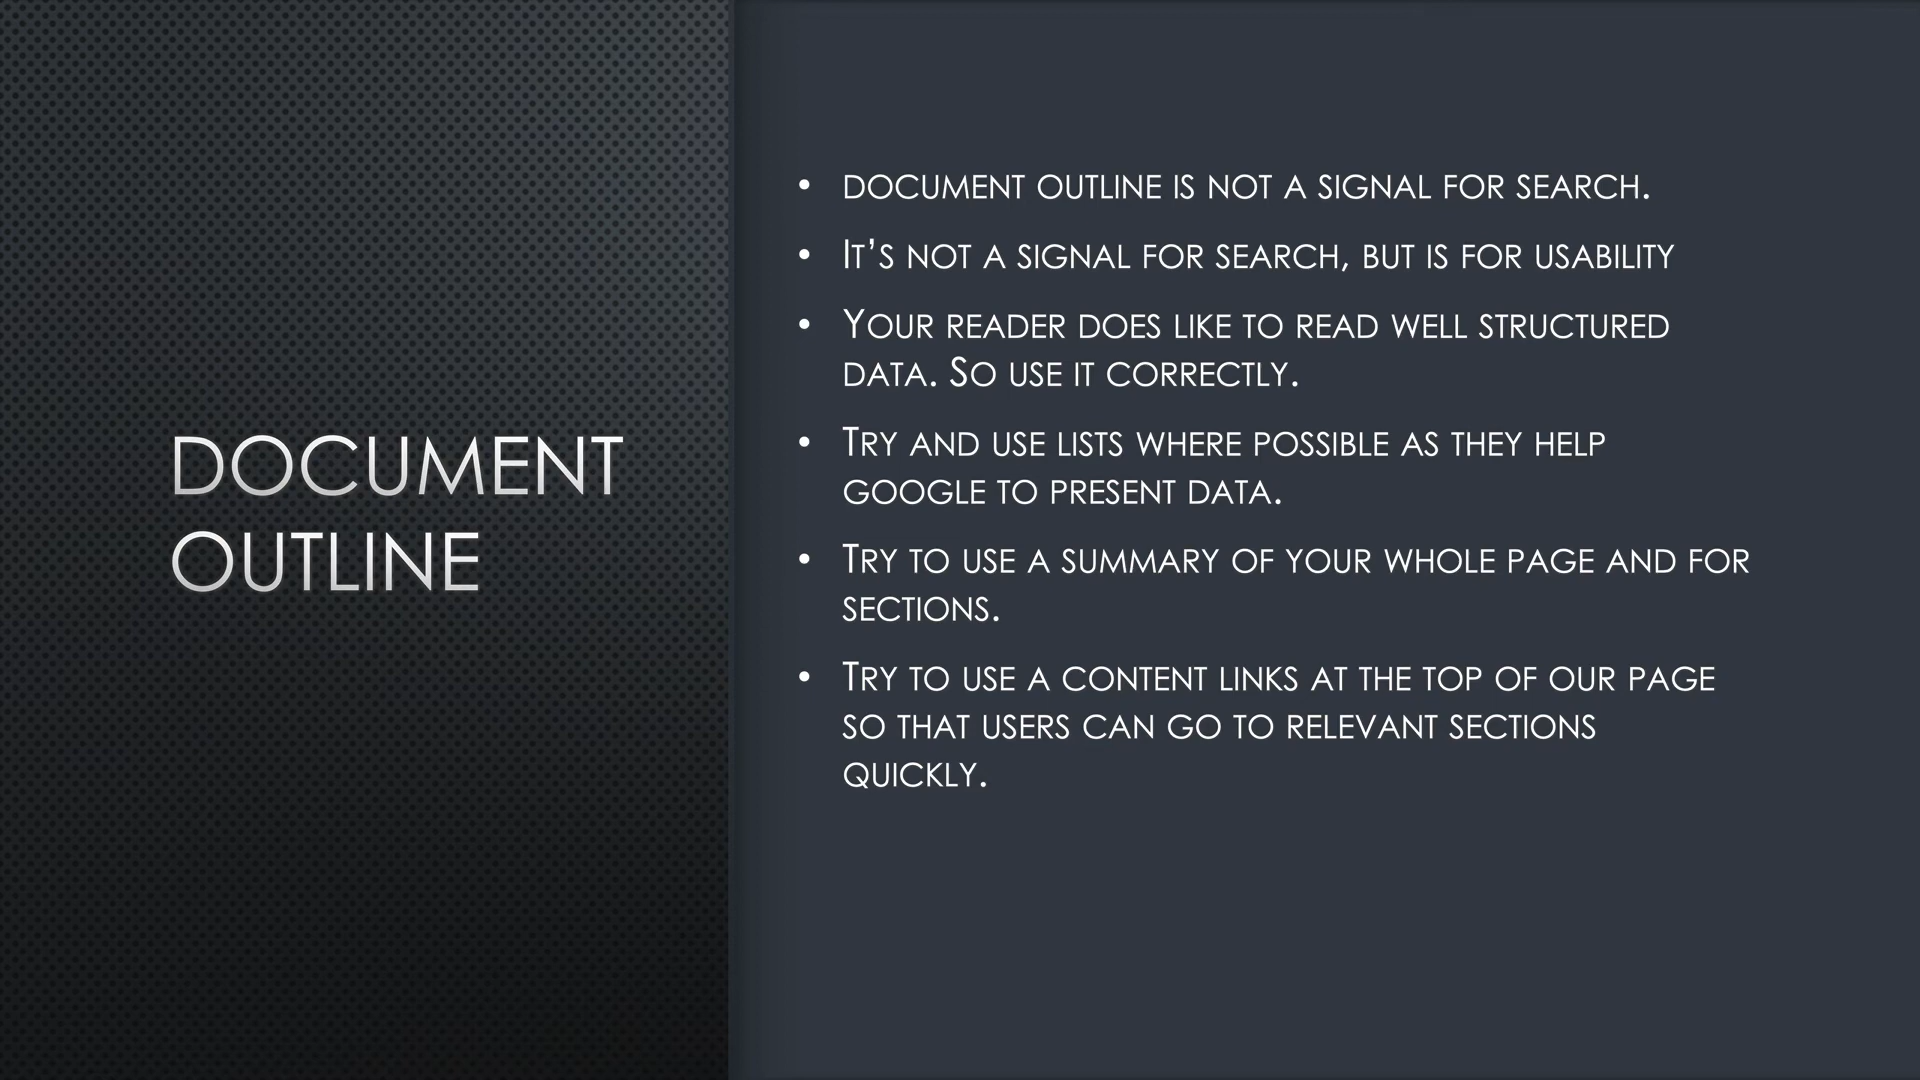 DOCUMENT
OUTLINE
• DOCUMENT OUTLINE IS NOT A SIGNAL FOR SEARCH.
• IT’S NOT A SIGNAL FOR SEARCH, BUT IS FOR USABILITY
• YOUR READER DOES LIKE TO READ WELL STRUCTURED
DATA. SO USE IT CORRECTLY.
• TRY AND USE LISTS WHERE POSSIBLE AS THEY HELP
GOOGLE TO PRESENT DATA.
• TRY TO USE A SUMMARY OF YOUR WHOLE PAGE AND FOR
SECTIONS.
• TRY TO USE A CONTENT LINKS AT THE TOP OF OUR PAGE
SO THAT USERS CAN GO TO RELEVANT SECTIONS
QUICKLY.